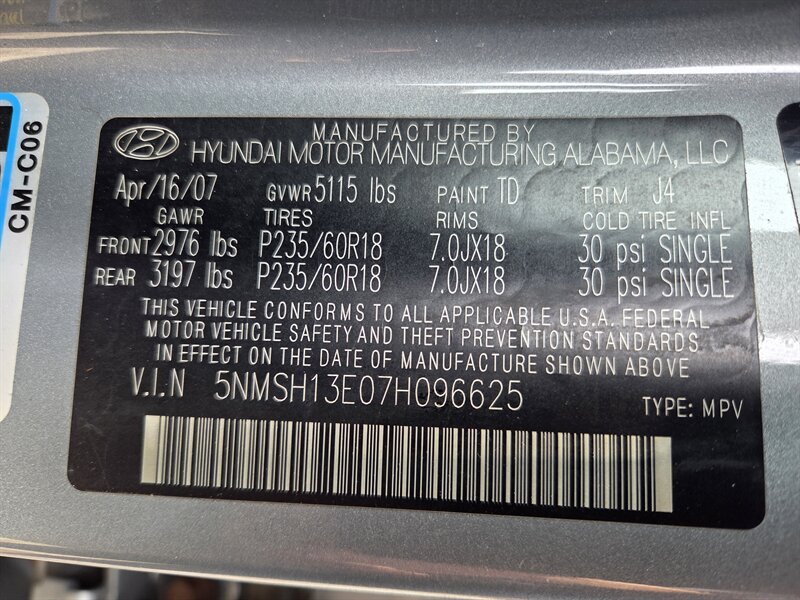 CM-C06
MANUFACTURED BY
HYUNDAI MOTOR MANUFACTURING ALABAMA, LLC
Apr/16/07 GVWR 5115 lbs PAINT TD TRIM J4
GAWR TIRES RIMS COLD TIRE INFL
FRONT 2976 lbs P235/60R18 7.0JX18 30 psi SINGLE
REAR 3197 lbs P235/60R18 7.0JX18 30 psi SINGLE
THIS VEHICLE CONFORMS TO ALL APPLICABLE U.S.A. FEDERAL
MOTOR VEHICLE SAFETY AND THEFT PREVENTION STANDARDS
IN EFFECT ON THE DATE OF MANUFACTURE SHOWN ABOVE
V.I.N 5NMSH13E07H096625 TYPE: MPV